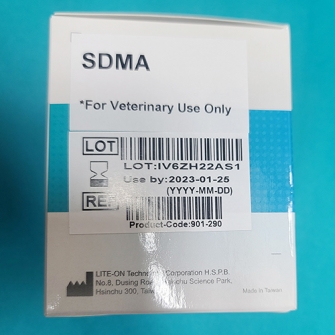 SDMA
*For Veterinary Use Only
LOT
LOT:IV6ZH22AS1
Use by:2023-01-25
(YYYY-MM-DD)
REF
Product-Code:901-290
LITE-ON Technology Corporation H.S.P.B.
No.8, Dusing Road, Hsinchu Science Park,
Hsinchu 300, Taiwan
Made in Taiwan